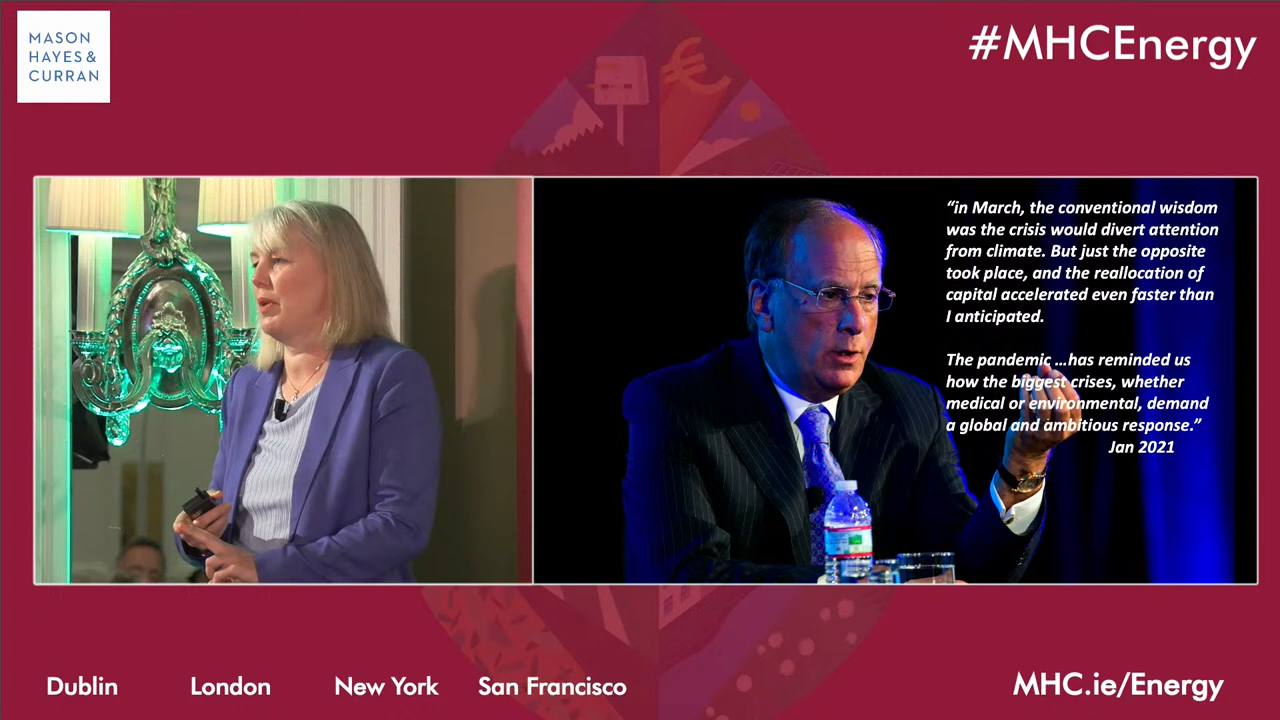 MASON
HAYES &
CURRAN
#MHCEnergy
“in March, the conventional wisdom
was the crisis would divert attention
from climate. But just the opposite
took place, and the reallocation of
capital accelerated even faster than
I anticipated.
The pandemic …has reminded us
how the biggest crises, whether
medical or environmental, demand
a global and ambitious response.”
Jan 2021
Dublin
London
New York
San Francisco
MHC.ie/Energy